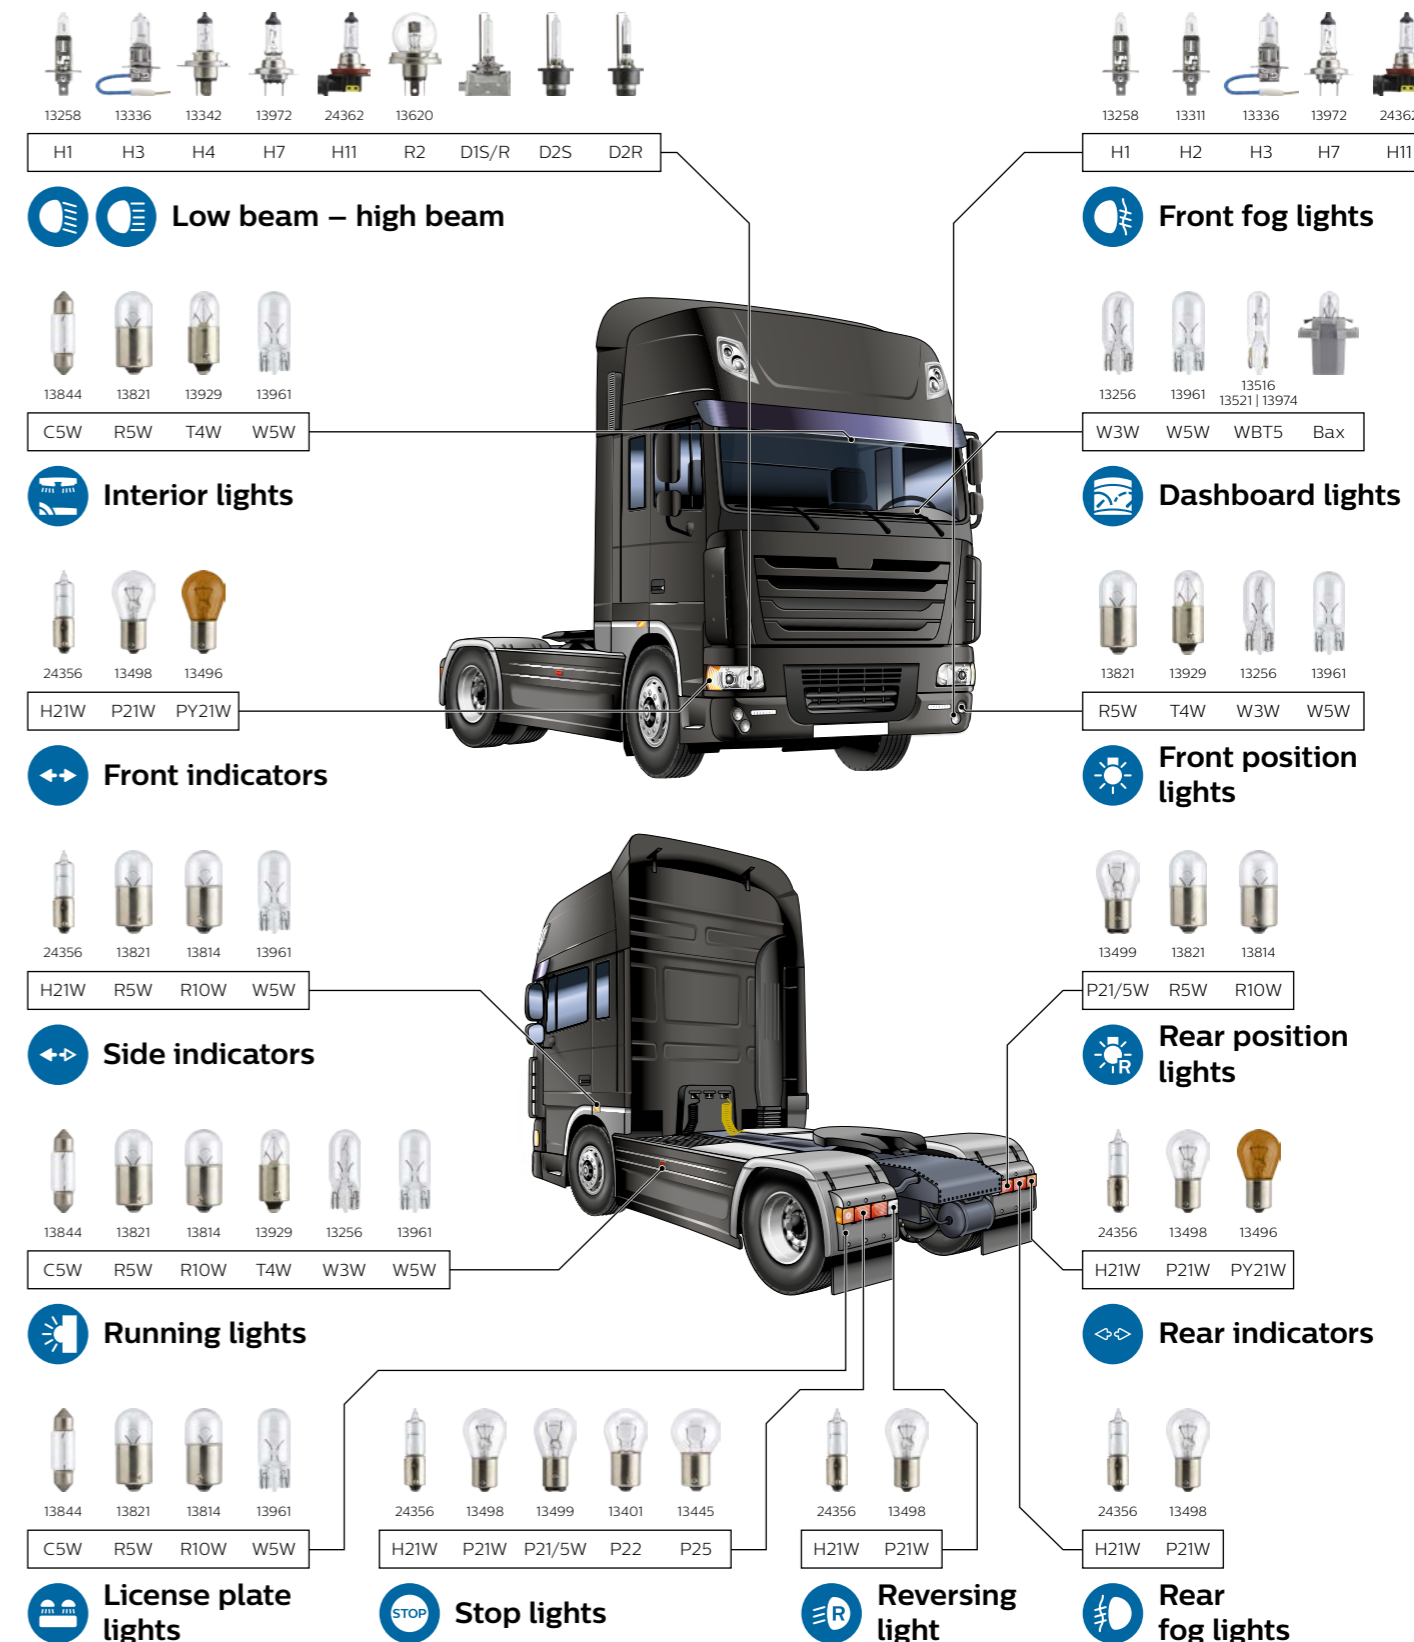 13258 13336 13342 13972 24362 13620
H1 H3 H4 H7 H11 R2 D1S/R D2S D2R
Low beam – high beam
13258 13311 13336 13972 24362
H1 H2 H3 H7 H11
Front fog lights
13844 13821 13929 13961
C5W R5W T4W W5W
Interior lights
13256 13961 13516
13521 | 13974
W3W W5W WBT5 Bax
Dashboard lights
24356 13498 13496
H21W P21W PY21W
Front indicators
13821 13929 13256 13961
R5W T4W W3W W5W
Front position
lights
24356 13821 13814 13961
H21W R5W R10W W5W
Side indicators
13499 13821 13814
P21/5W R5W R10W
Rear position
lights
R
13844 13821 13814 13929 13256 13961
C5W R5W R10W T4W W3W W5W
Running lights
24356 13498 13496
H21W P21W PY21W
Rear indicators
13844 13821 13814 13961
C5W R5W R10W W5W
License plate
lights
24356 13498 13499 13401 13445
H21W P21W P21/5W P22 P25
STOP
Stop lights
24356 13498
H21W P21W
R
Reversing
light
24356 13498
H21W P21W
Rear
fog lights